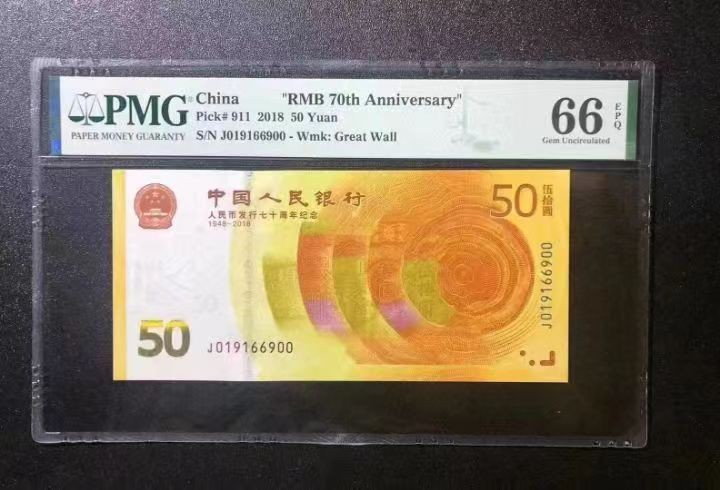 PMG
PAPER MONEY GUARANTY
China "RMB 70th Anniversary"
Pick# 911 2018 50 Yuan
S/N J019166900 - Wmk: Great Wall
66 EPQ
Gem Uncirculated
中国人民银行
人民币发行七十周年纪念
1948-2018
50 伍拾圆
J019166900
50
J019166900